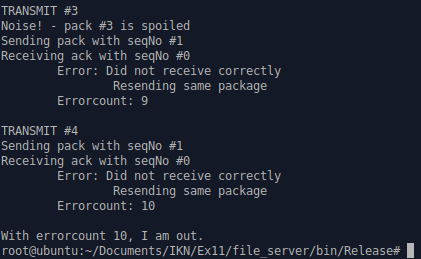 TRANSMIT #3
Noise! - pack #3 is spoiled
Sending pack with seqNo #1
Receiving ack with seqNo #0
Error: Did not receive correctly
Resending same package
Errorcount: 9
TRANSMIT #4
Sending pack with seqNo #1
Receiving ack with seqNo #0
Error: Did not receive correctly
Resending same package
Errorcount: 10
With errorcount 10, I am out.
root@ubuntu:~/Documents/IKN/Ex11/file_server/bin/Release#